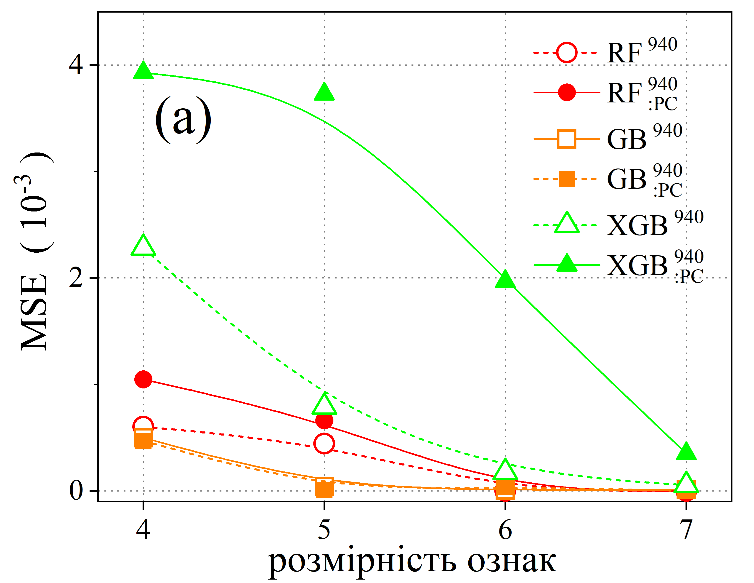 (a)
RF 940
RF 940 :PC
GB 940
GB 940 :PC
XGB 940
XGB 940 :PC
MSE ( 10-3 )
4
2
0
4 5 6 7
розмірність ознак